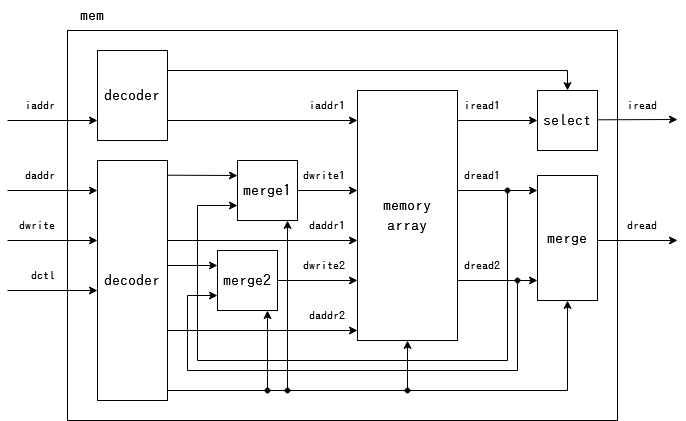 mem
decoder
iaddr
iaddr1
iread1
select
iread
daddr
merge1
dwrite1
dread1
memory
array
dwrite
daddr1
dread
merge
dctl
decoder
merge2
dwrite2
dread2
daddr2